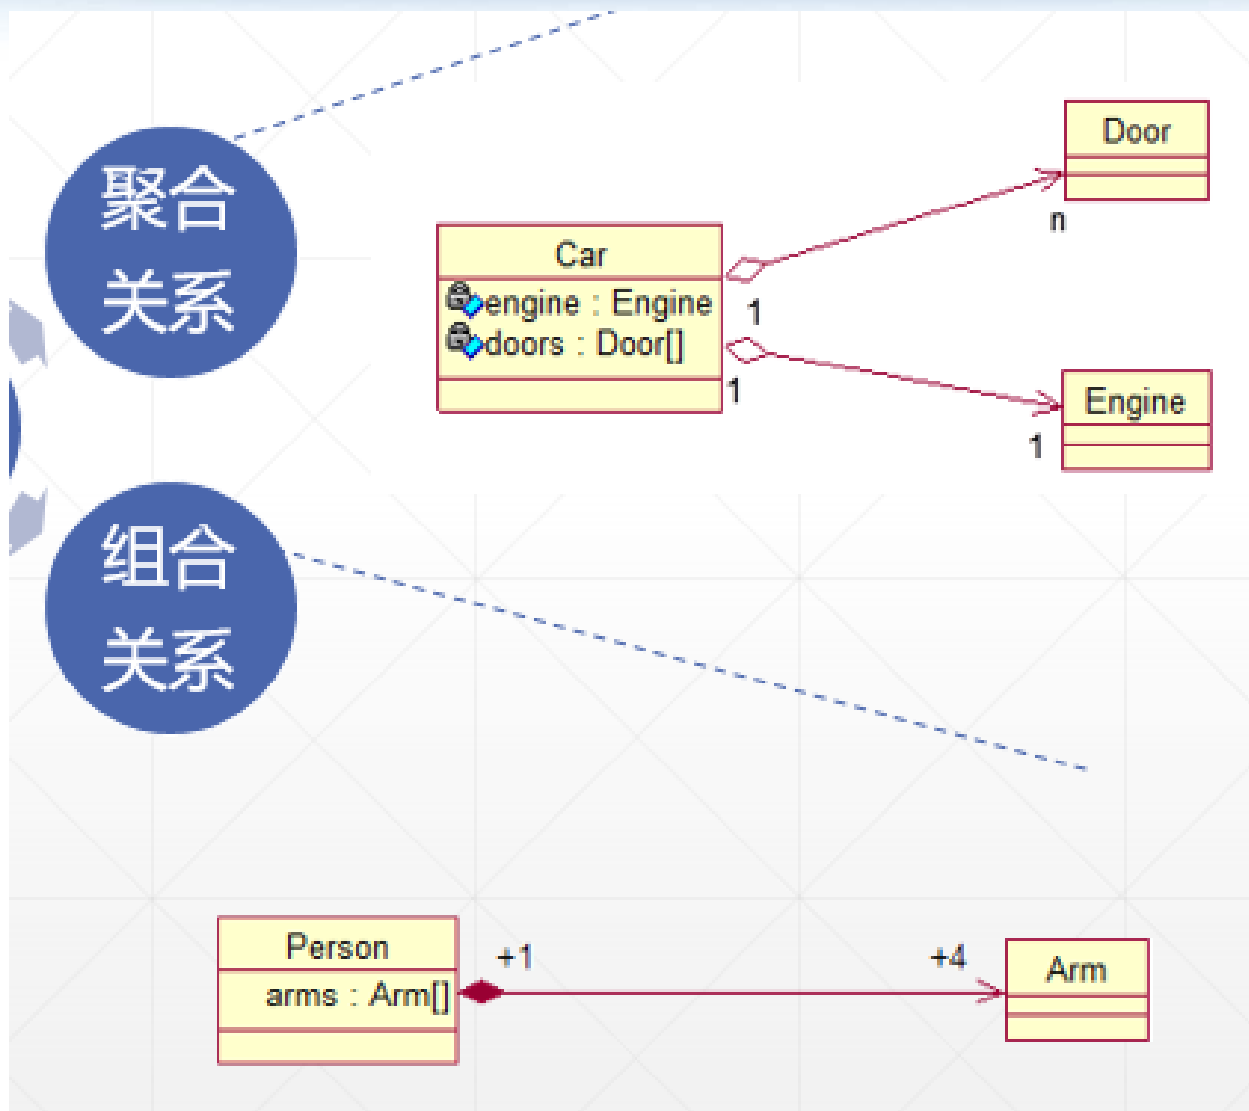 聚合
关系
Door
n
Car
engine : Engine
doors : Door[]
1
1
Engine
1
组合
关系
Person
arms : Arm[]
+1
+4
Arm